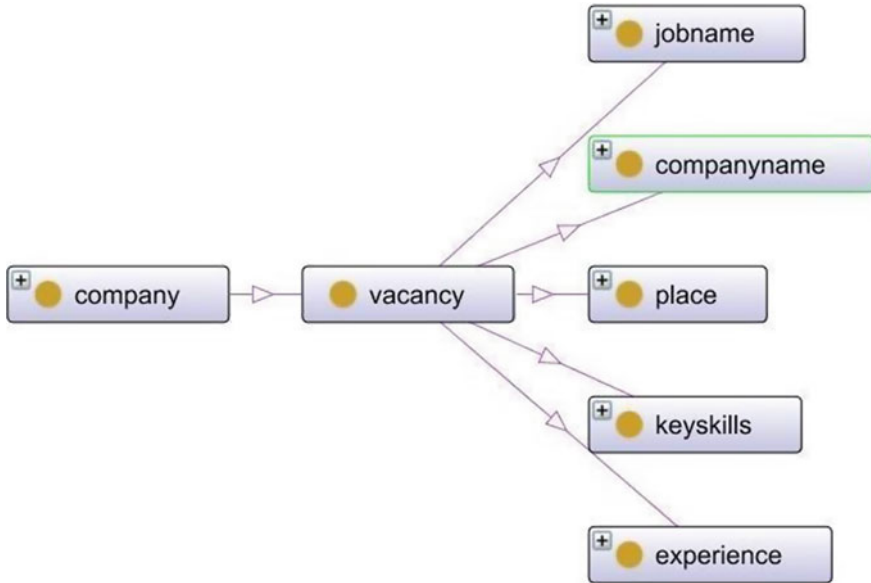 jobname
companyname
company
vacancy
place
keyskills
experience